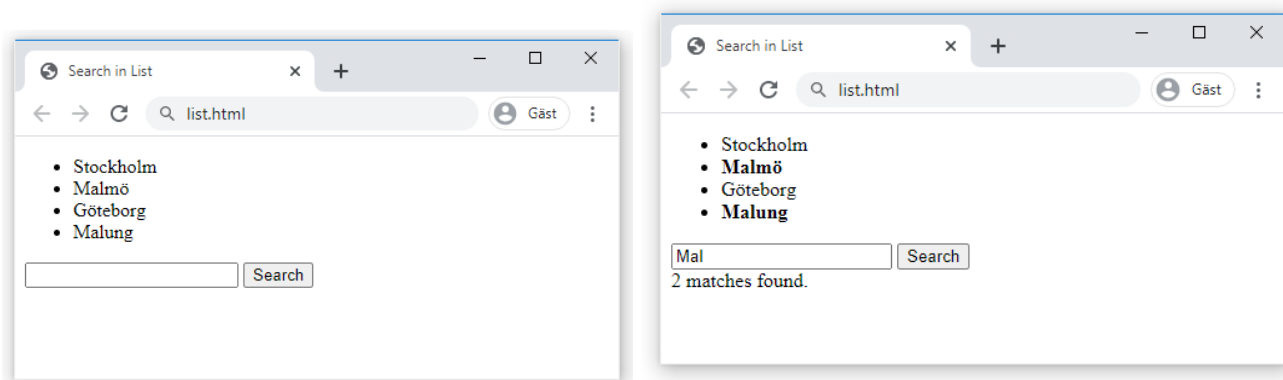 Search in List
list.html
Gäst
Stockholm
Malmö
Göteborg
Malung
Search
Search in List
list.html
Gäst
Stockholm
Malmö
Göteborg
Malung
Mal
Search
2 matches found.